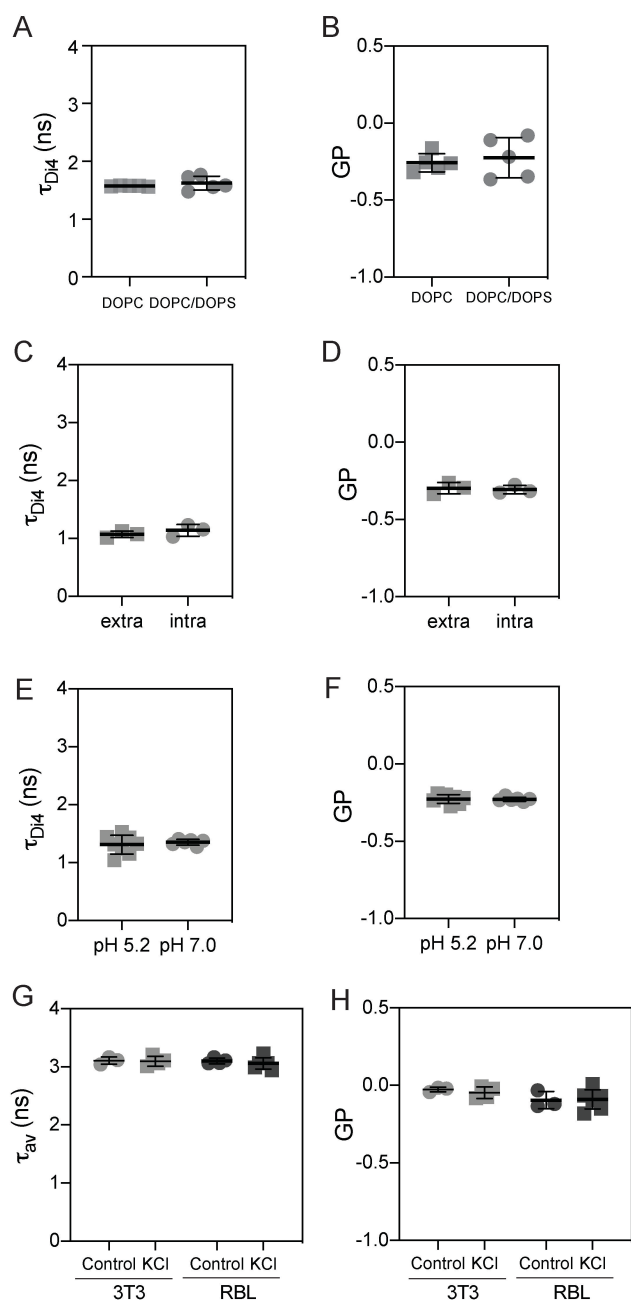 A
4
3
2
1
0
τDi4 (ns)
DOPC DOPC/DOPS
B
0.5
0.0
-0.5
-1.0
GP
DOPC DOPC/DOPS
C
4
3
2
1
0
τDi4 (ns)
extra intra
D
0.5
0.0
-0.5
-1.0
GP
extra intra
E
4
3
2
1
0
τDi4 (ns)
pH 5.2 pH 7.0
F
0.5
0.0
-0.5
-1.0
GP
pH 5.2 pH 7.0
G
4
3
2
1
0
τav (ns)
Control KCl Control KCl
3T3 RBL
H
0.5
0.0
-0.5
-1.0
GP
Control KCl Control KCl
3T3 RBL